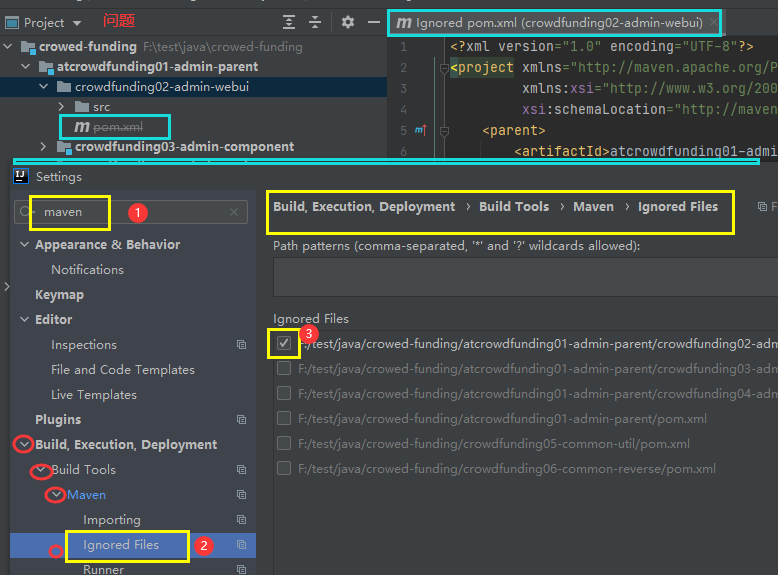 Project 问题
Ignored pom.xml (crowdfunding02-admin-webui)
crowed-funding F:\test\java\crowed-funding
atcrowdfunding01-admin-parent
crowdfunding02-admin-webui
src
pom.xml
crowdfunding03-admin-component
1 <?xml version="1.0" encoding="UTF-8"?>
2 <project xmlns="http://maven.apache.org/P
3 xmlns:xsi="http://www.w3.org/200
4 xsi:schemaLocation="http://maven
5 <parent>
6 <artifactId>atcrowdfunding01-admi
Settings
maven 1
Appearance & Behavior
Notifications
Keymap
Editor
Inspections
File and Code Templates
Live Templates
Plugins
Build, Execution, Deployment
Build Tools
Maven
Importing
Ignored Files 2
Runner
Build, Execution, Deployment › Build Tools › Maven › Ignored Files F
Path patterns (comma-separated, '*' and '?' wildcards allowed):
Ignored Files
3
F:/test/java/crowed-funding/atcrowdfunding01-admin-parent/crowdfunding02-adm
F:/test/java/crowed-funding/atcrowdfunding01-admin-parent/crowdfunding03-adm
F:/test/java/crowed-funding/atcrowdfunding01-admin-parent/crowdfunding04-adm
F:/test/java/crowed-funding/atcrowdfunding01-admin-parent/pom.xml
F:/test/java/crowed-funding/crowdfunding05-common-util/pom.xml
F:/test/java/crowed-funding/crowdfunding06-common-reverse/pom.xml